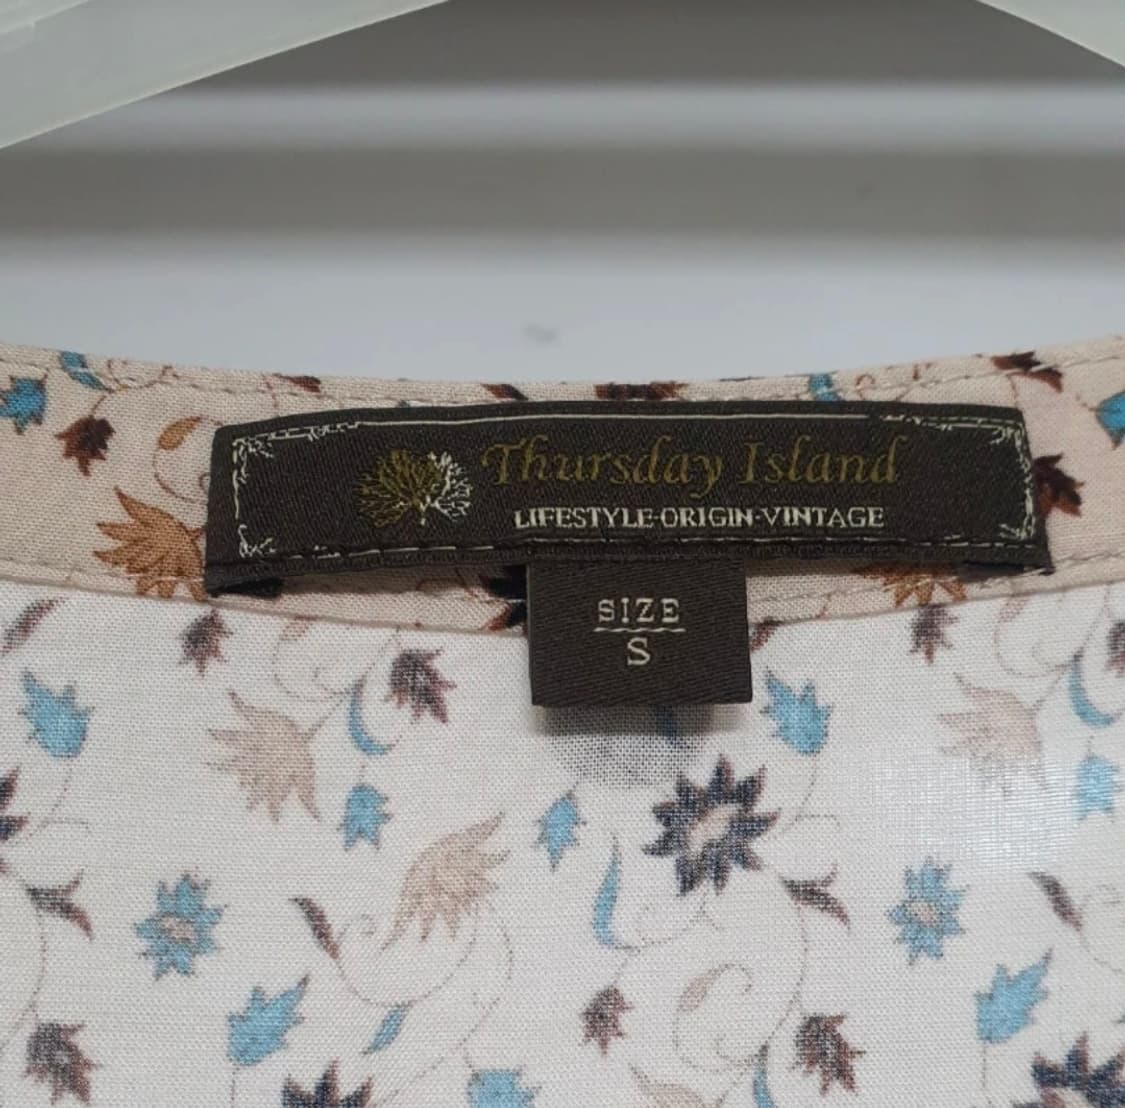 Thursday Island
LIFESTYLE·ORIGIN·VINTAGE
SIZE
S